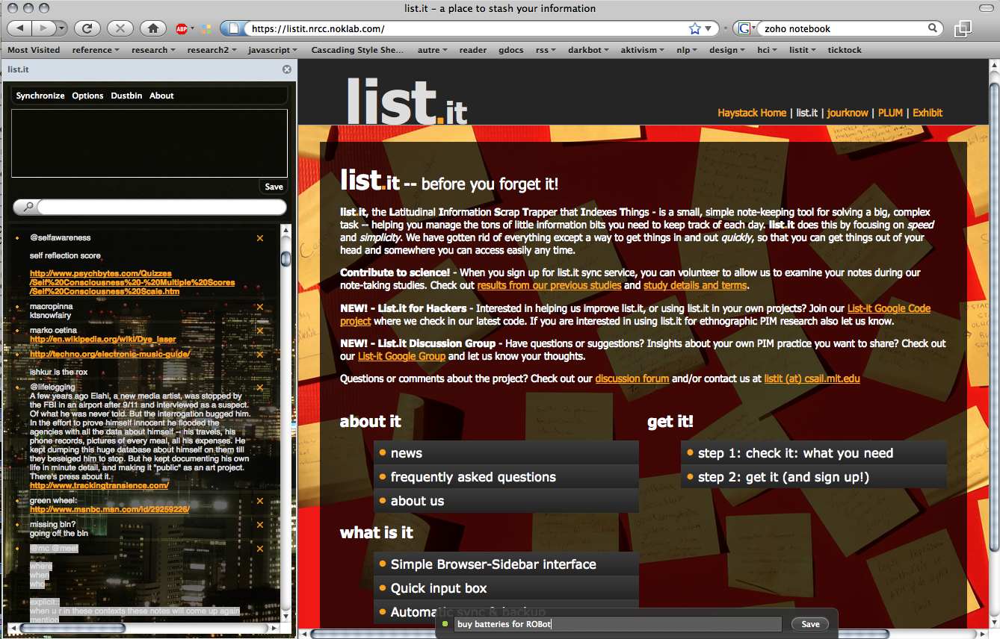 list.it – a place to stash your information
ABP
https://listit.nrcc.noklab.com/
G
zoho notebook
Most Visited reference research research2 javascript Cascading Style She... autre reader gdocs rss darkbot aktivism nlp design hci listit ticktock
list.it
Synchronize Options Dustbin About
Save
@selfawareness
self reflection score
http://www.psychbytes.com/Quizzes
/Self%20Consciousness%20-%20Multiple%20Scores
/Self%20Consciousness%20Scale.htm
macropinna
ktsnowfairy
marko cetina
http://en.wikipedia.org/wiki/Dye_laser
http://techno.org/electronic-music-guide/
ishkur is the rox
@lifelogging
A few years ago Elahi, a new media artist, was stopped by
the FBI in an airport after 9/11 and interviewed as a suspect.
Of what he was never told. But the interrogation bugged him.
In the effort to prove himself innocent he flooded the
agencies with all the data about himself -- his travels, his
phone records, pictures of every meal, all his expenses. He
kept dumping this huge database about himself on them till
they beseiged him to stop. But he kept documenting his own
life in minute detail, and making it "public" as an art project.
There's press about it.
http://www.trackingtransience.com/
green wheel:
http://www.msnbc.msn.com/id/29259226/
missing bin?
going off the bin
@mc @meet
where
when
who
explicit::
when u r in these contexts these notes will come up again
mention
list.it
Haystack Home | list.it | jourknow | PLUM | Exhibit
list.it -- before you forget it!
list.it, the Latitudinal Information Scrap Trapper that Indexes Things - is a small, simple note-keeping tool for solving a big, complex
task -- helping you manage the tons of little information bits you need to keep track of each day. list.it does this by focusing on speed
and simplicity. We have gotten rid of everything except a way to get things in and out quickly, so that you can get things out of your
head and somewhere you can access easily any time.
Contribute to science! - When you sign up for list.it sync service, you can volunteer to allow us to examine your notes during our
note-taking studies. Check out results from our previous studies and study details and terms.
NEW! - List.it for Hackers - Interested in helping us improve list.it, or using list.it in your own projects? Join our List-it Google Code
project where we check in our latest code. If you are interested in using list.it for ethnographic PIM research also let us know.
NEW! - List.it Discussion Group - Have questions or suggestions? Insights about your own PIM practice you want to share? Check out
our List-it Google Group and let us know your thoughts.
Questions or comments about the project? Check out our discussion forum and/or contact us at listit (at) csail.mit.edu
about it
news
frequently asked questions
about us
what is it
Simple Browser-Sidebar interface
Quick input box
Automatic sync & backup
get it!
step 1: check it: what you need
step 2: get it (and sign up!)
buy batteries for ROBot
Save